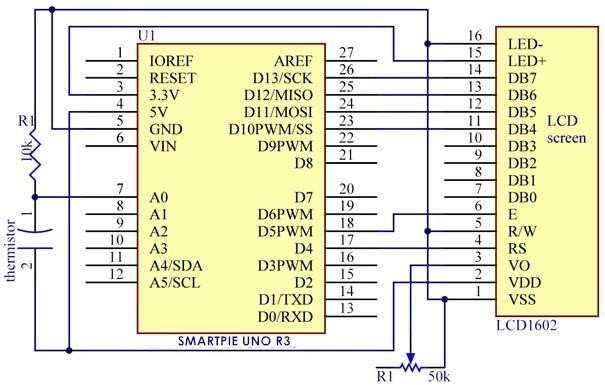 U1
R1
10k
1
thermistor
2
1 IOREF AREF 27
2 RESET D13/SCK 26
3 3.3V D12/MISO 25
4 5V D11/MOSI 24
5 GND D10PWM/SS 23
6 VIN D9PWM 22
D8 21
7 A0 D7 20
8 A1 D6PWM 19
9 A2 D5PWM 18
10 A3 D4 17
11 A4/SDA D3PWM 16
12 A5/SCL D2 15
D1/TXD 14
D0/RXD 13
SMARTPIE UNO R3
16 LED-
15 LED+
14 DB7
13 DB6
12 DB5
11 DB4
10 DB3
9 DB2
8 DB1
7 DB0
6 E
5 R/W
4 RS
3 VO
2 VDD
1 VSS
LCD
screen
LCD1602
R1 50k